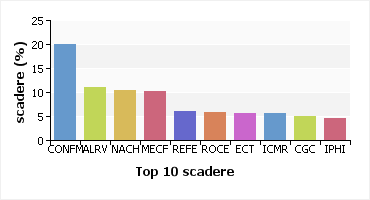 scadere (%)
25
20
15
10
5
0
CONFM ALRV NACH MECF REFE ROCE ECT ICMR CGC IPHI
Top 10 scadere